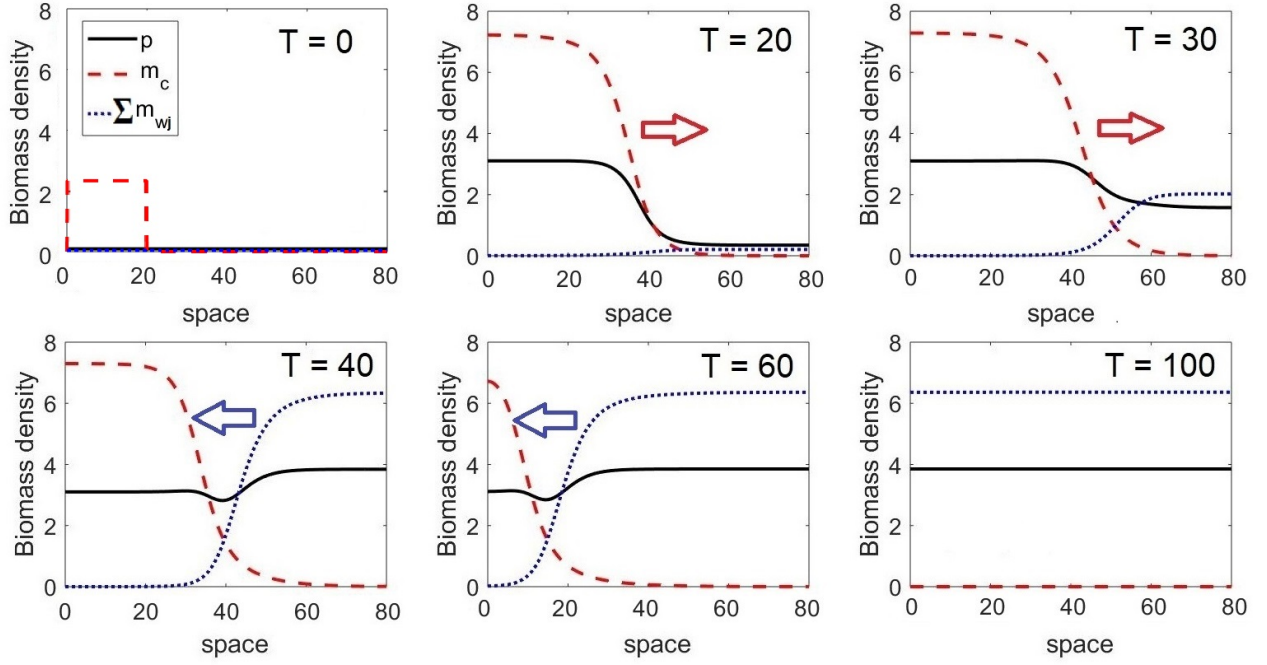 T = 0
p
m_c
∑m_wj
Biomass density
8
6
4
2
0
0 20 40 60 80
space
T = 20
Biomass density
8
6
4
2
0
0 20 40 60 80
space
T = 30
Biomass density
8
6
4
2
0
0 20 40 60 80
space
T = 40
Biomass density
8
6
4
2
0
0 20 40 60 80
space
T = 60
Biomass density
8
6
4
2
0
0 20 40 60 80
space
T = 100
Biomass density
8
6
4
2
0
0 20 40 60 80
space